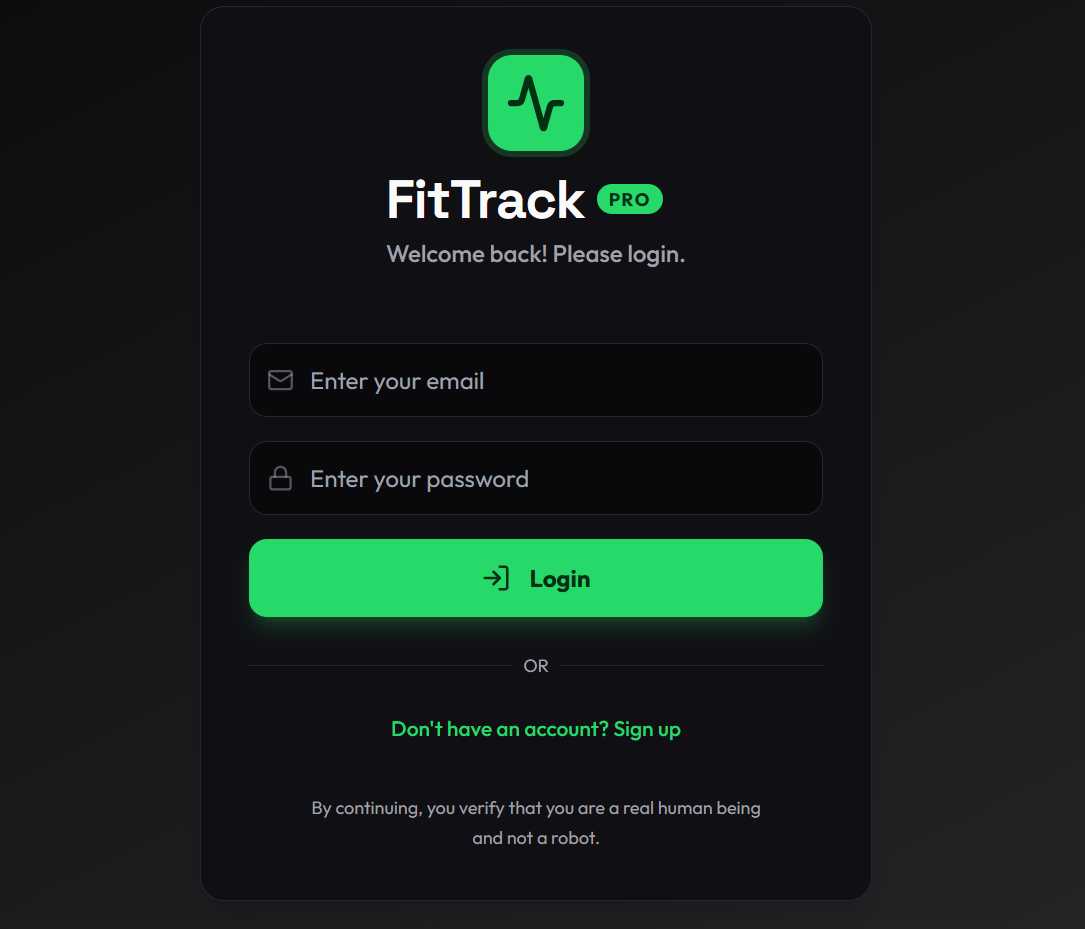 FitTrack PRO
Welcome back! Please login.
Enter your email
Enter your password
Login
OR
Don't have an account? Sign up
By continuing, you verify that you are a real human being
and not a robot.